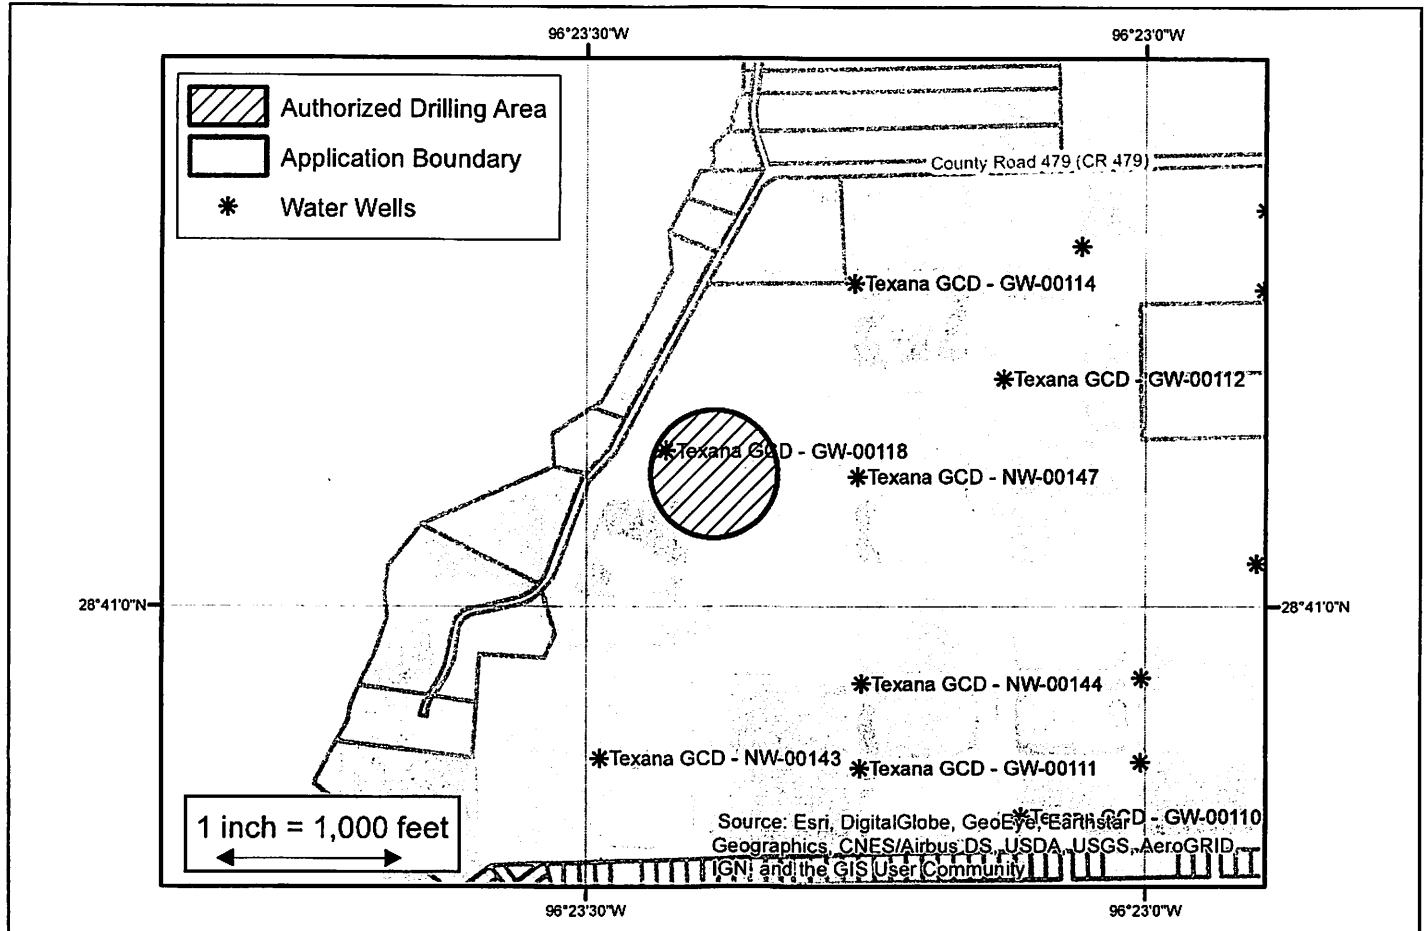 96°23'30"W
96°23'0"W
Authorized Drilling Area
Application Boundary
Water Wells
County Road 479 (CR 479)
Texana GCD - GW-00114
Texana GCD - GW-00112
Texana GCD - GW-00118
Texana GCD - NW-00147
28°41'0"N
28°41'0"N
Texana GCD - NW-00144
Texana GCD - NW-00143
Texana GCD - GW-00111
Texana GCD - GW-00110
1 inch = 1,000 feet
Source: Esri, DigitalGlobe, GeoEye, Earthstar
Geographics, CNES/Airbus DS, USDA, USGS, AeroGRID,
IGN, and the GIS User Community
96°23'30"W
96°23'0"W